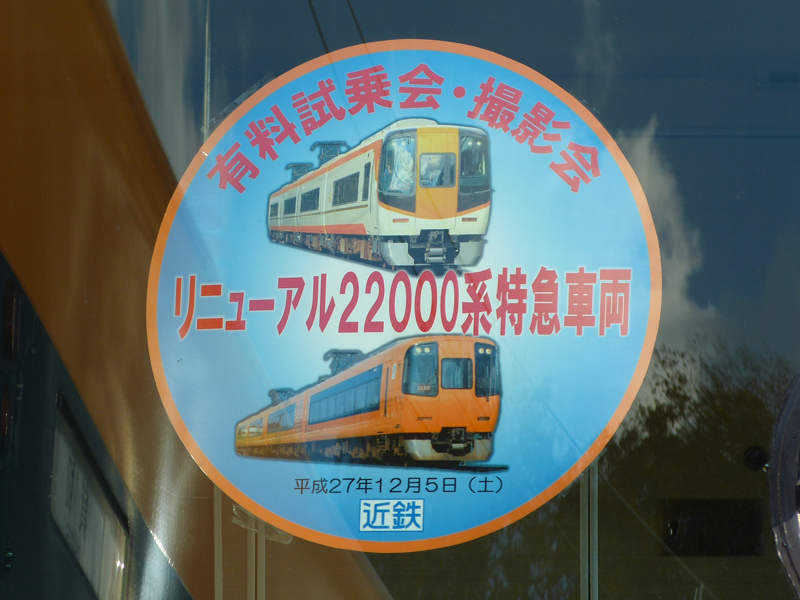 有料試乗会・撮影会
リニューアル22000系特急車両
平成27年12月5日（土）
近鉄